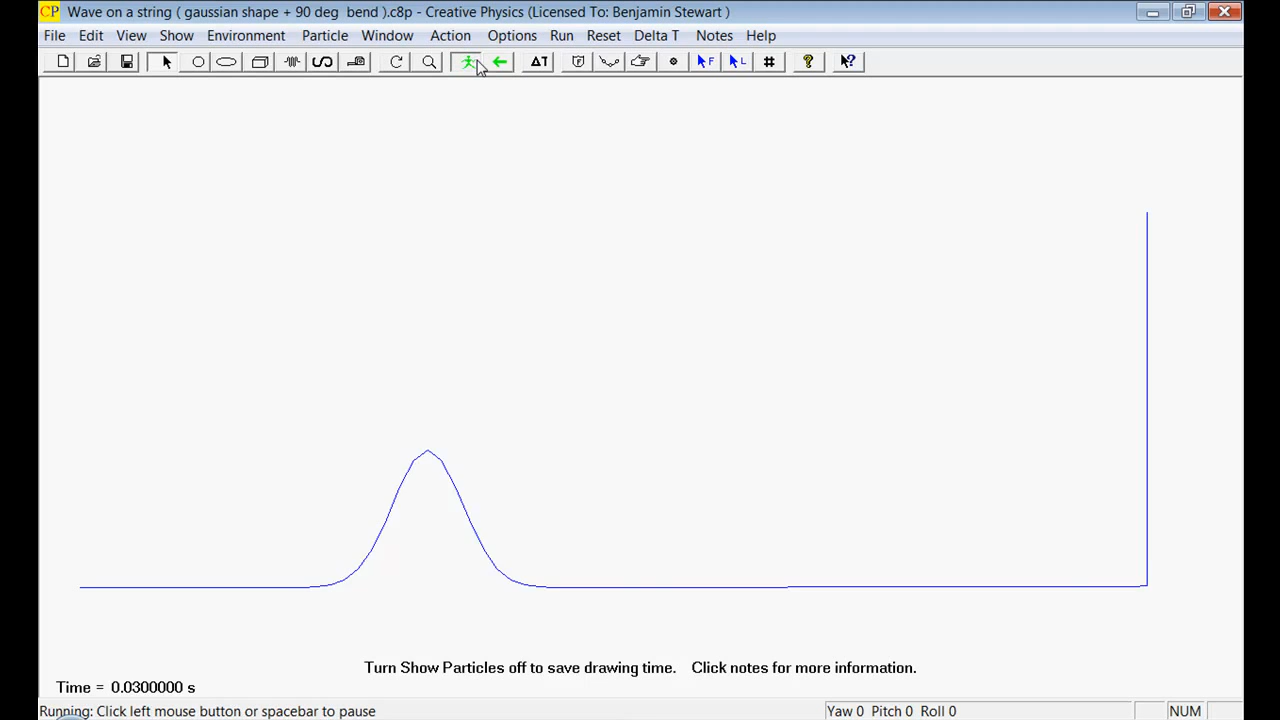 CP Wave on a string ( gaussian shape + 90 deg  bend ).c8p - Creative Physics (Licensed To: Benjamin Stewart )
File Edit View Show Environment Particle Window Action Options Run Reset Delta T Notes Help
ΔT F L # ? ?
Turn Show Particles off to save drawing time.    Click notes for more information.
Time =  0.0300000 s
Running: Click left mouse button or spacebar to pause Yaw 0  Pitch 0  Roll 0 NUM